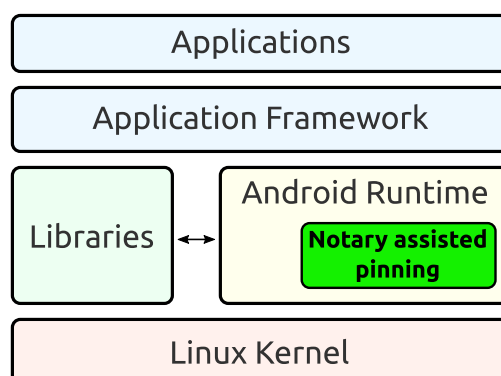 Applications
Application Framework
Android Runtime
Libraries
Notary assisted
pinning
Linux Kernel